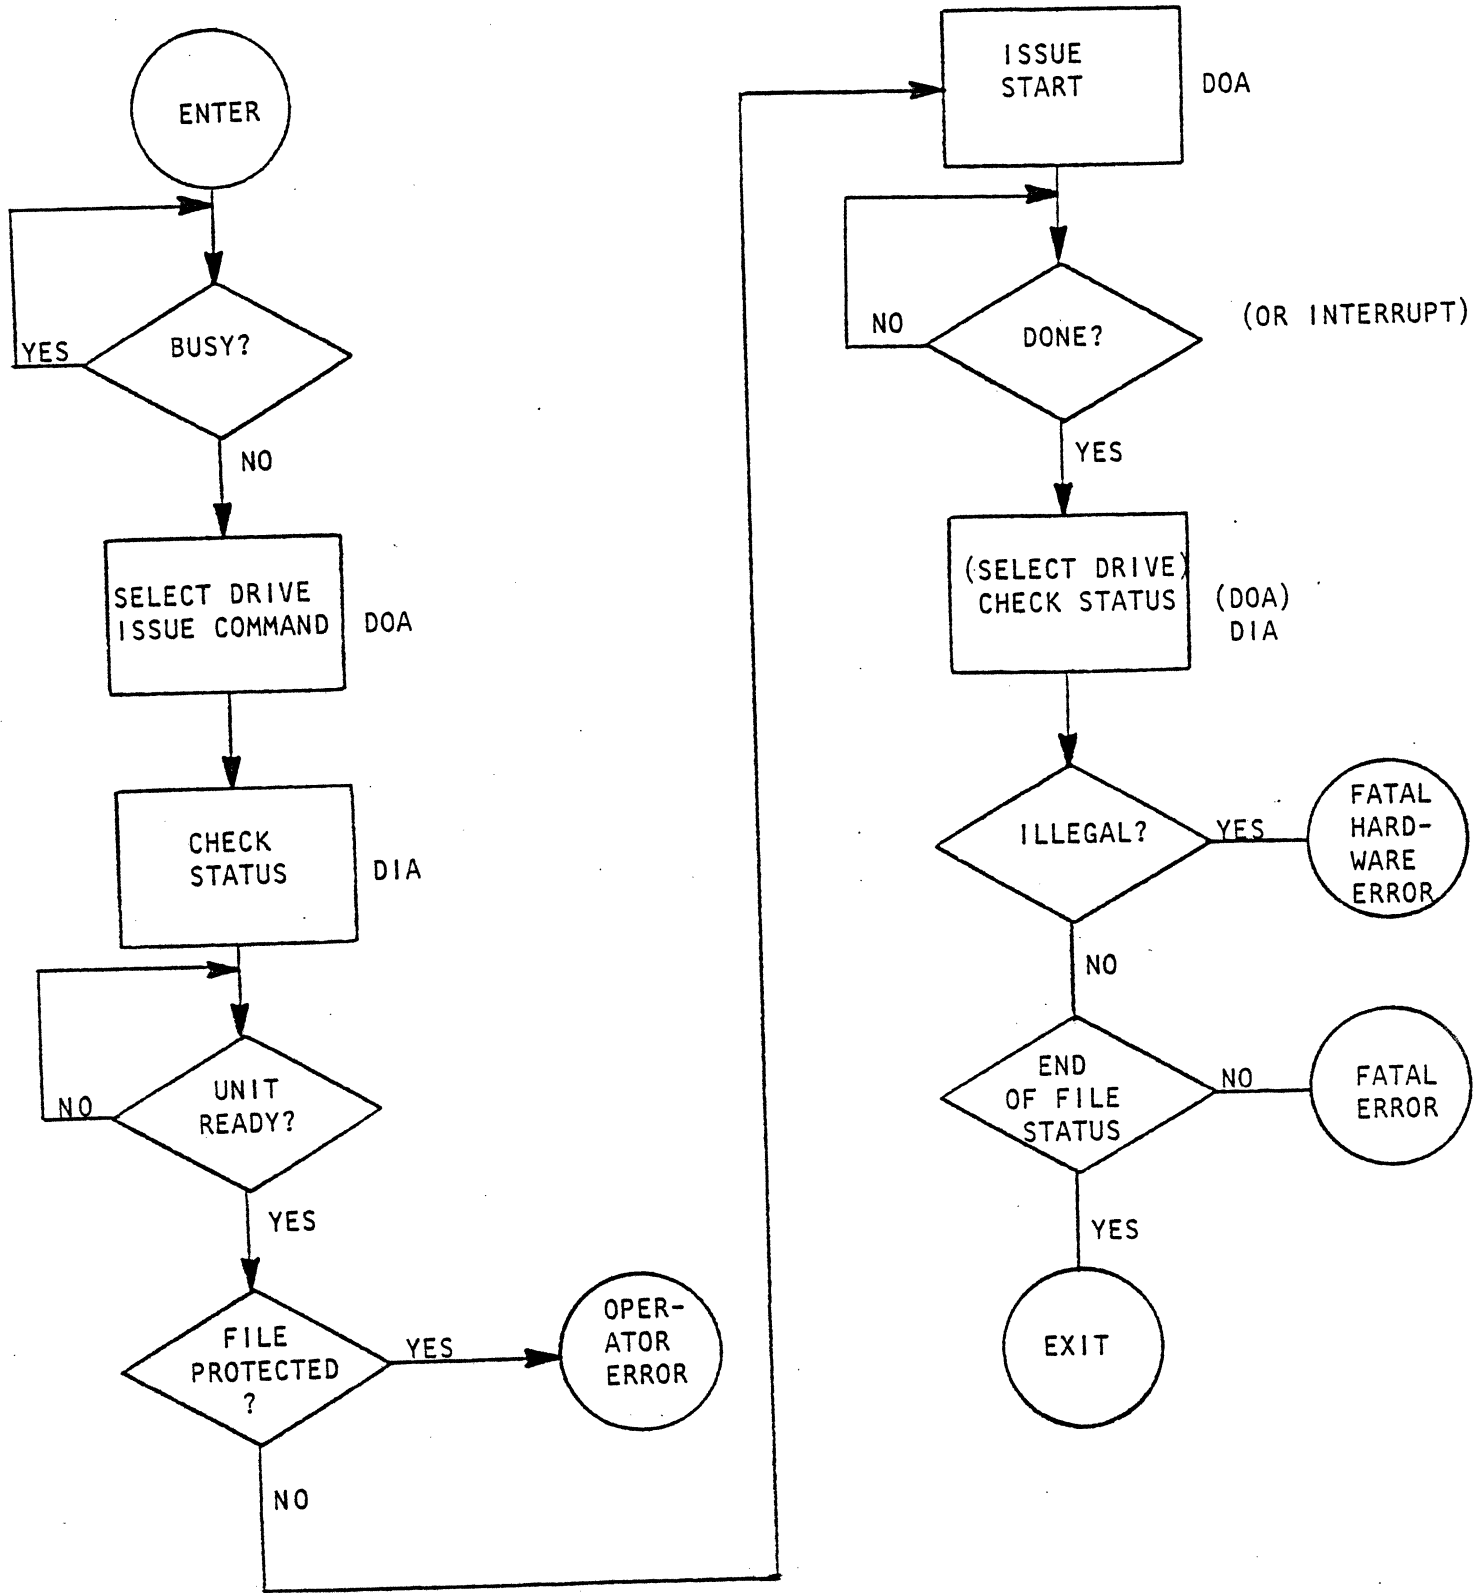 ENTER
YES
BUSY?
NO
SELECT DRIVE
ISSUE COMMAND
DOA
CHECK
STATUS
DIA
NO
UNIT
READY?
YES
FILE
PROTECTED
?
YES
OPER-
ATOR
ERROR
NO
ISSUE
START
DOA
NO
DONE?
(OR INTERRUPT)
YES
(SELECT DRIVE)
CHECK STATUS
(DOA)
DIA
ILLEGAL?
YES
FATAL
HARD-
WARE
ERROR
NO
END
OF FILE
STATUS
NO
FATAL
ERROR
YES
EXIT